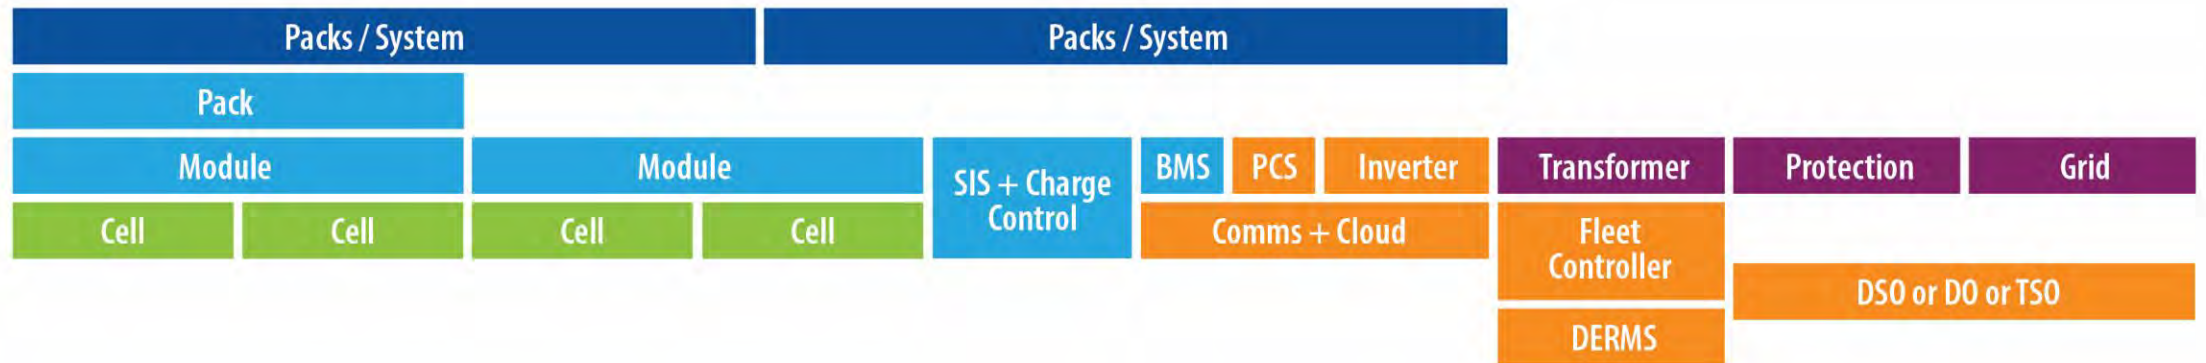 Packs / System
Packs / System
Pack
Module
Module
SIS + Charge
Control
BMS
PCS
Inverter
Transformer
Protection
Grid
Cell
Cell
Cell
Cell
Comms + Cloud
Fleet
Controller
DSO or DO or TSO
DERMS